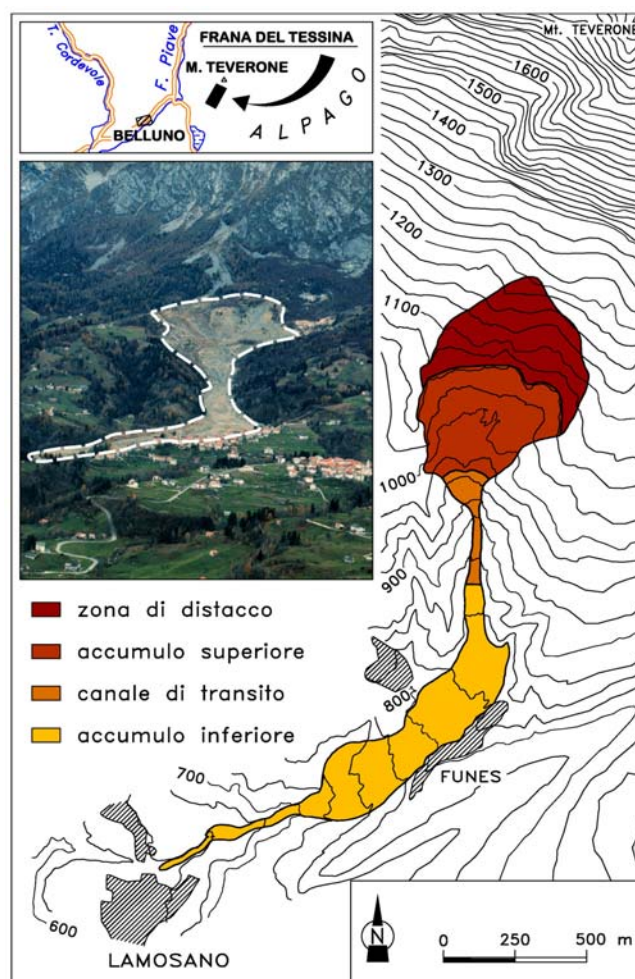 FRANA DEL TESSINA
M. TEVERONE
T. Cordevole
F. Piave
BELLUNO
ALPAGO
Mt. TEVERONE
1600
1500
1400
1300
1200
1100
1000
900
800
700
600
zona di distacco
accumulo superiore
canale di transito
accumulo inferiore
FUNES
LAMOSANO
N
0 250 500 m